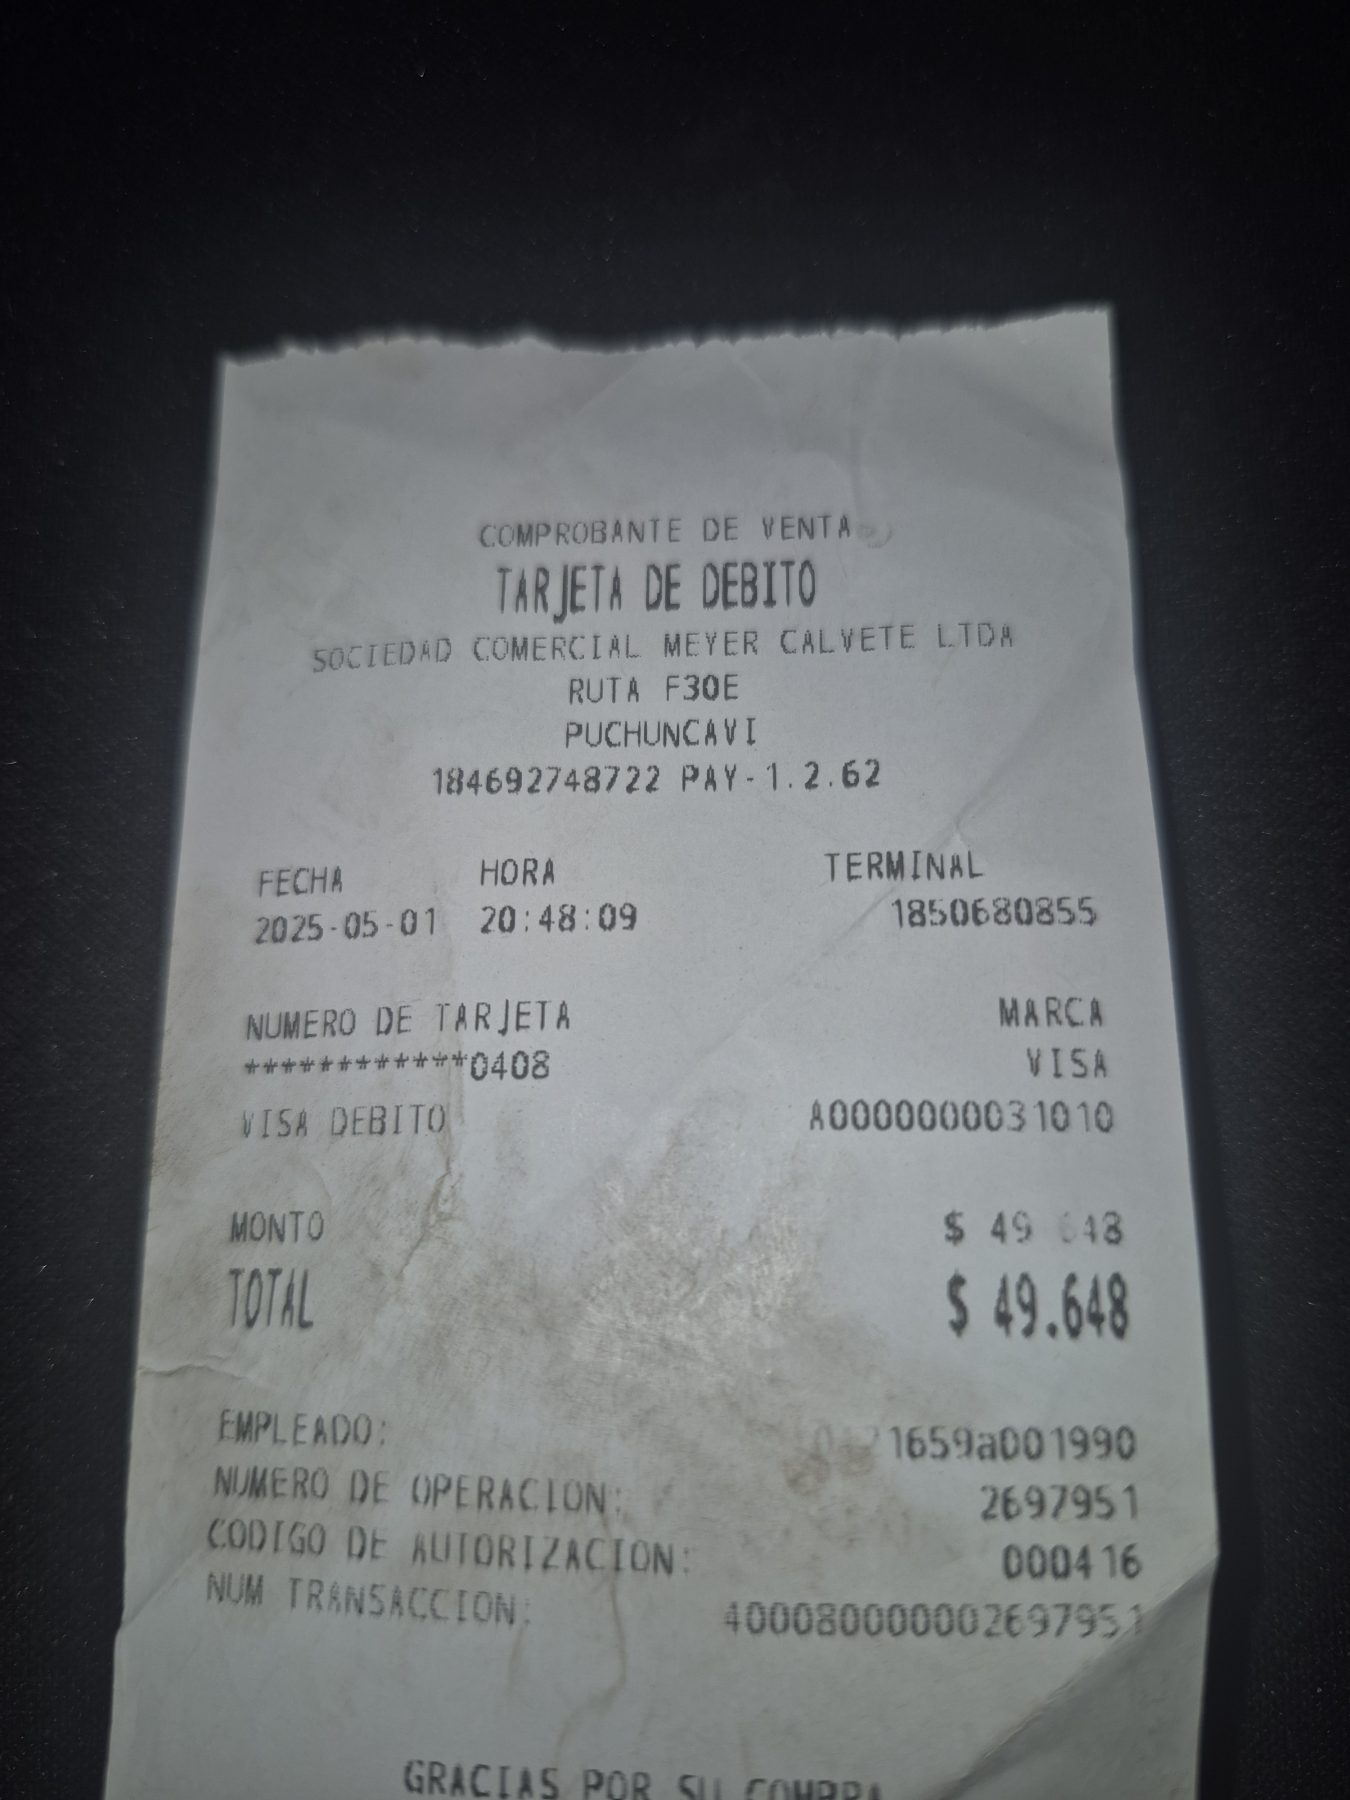 COMPROBANTE DE VENTA
TARJETA DE DEBITO
SOCIEDAD COMERCIAL MEYER CALVETE LTDA
RUTA F30E
PUCHUNCAVI
184692748722 PAY-1.2.62
FECHA HORA TERMINAL
2025-05-01 20:48:09 1850680855
NUMERO DE TARJETA MARCA
************0408 VISA
VISA DEBITO A0000000031010
MONTO $ 49
TOTAL $ 49.648
EMPLEADO:
NUMERO DE OPERACION: 2697951
CODIGO DE AUTORIZACION: 000416
NUM TRANSACCION: 4000800000002697951
GRACIAS POR SU COMPRA